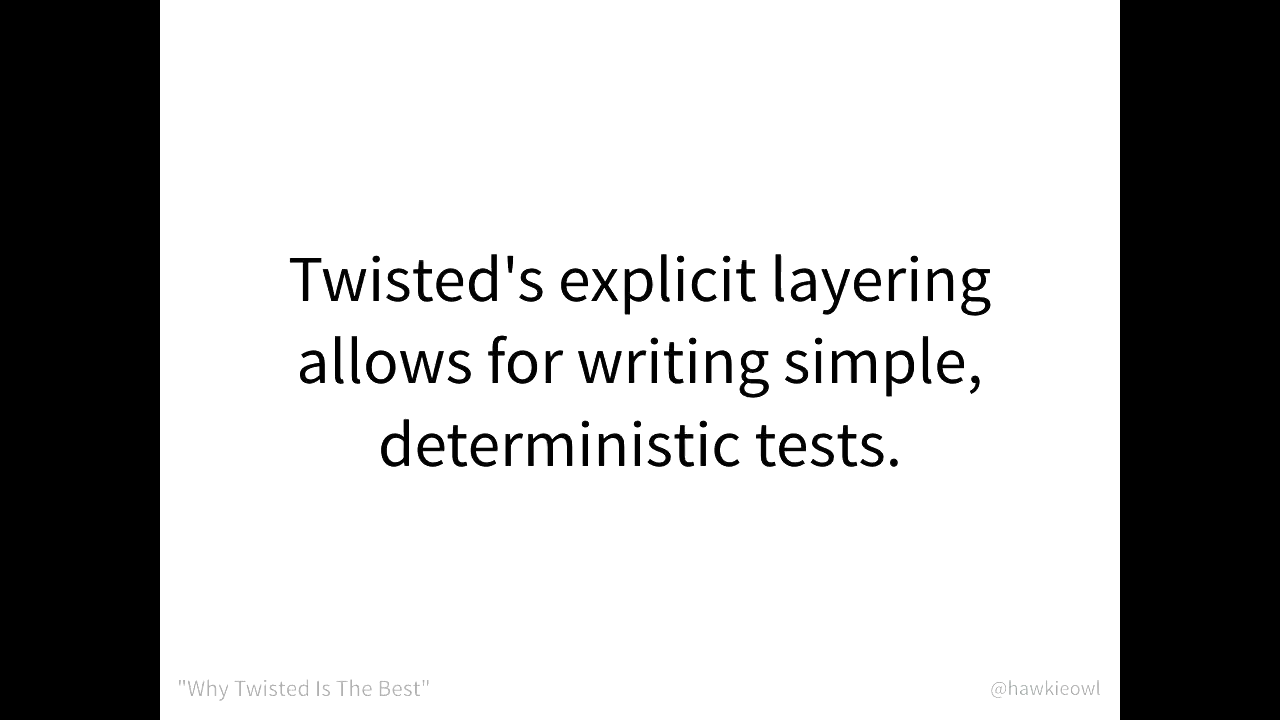 Twisted's explicit layering
allows for writing simple,
deterministic tests.
"Why Twisted Is The Best"
@hawkieowl